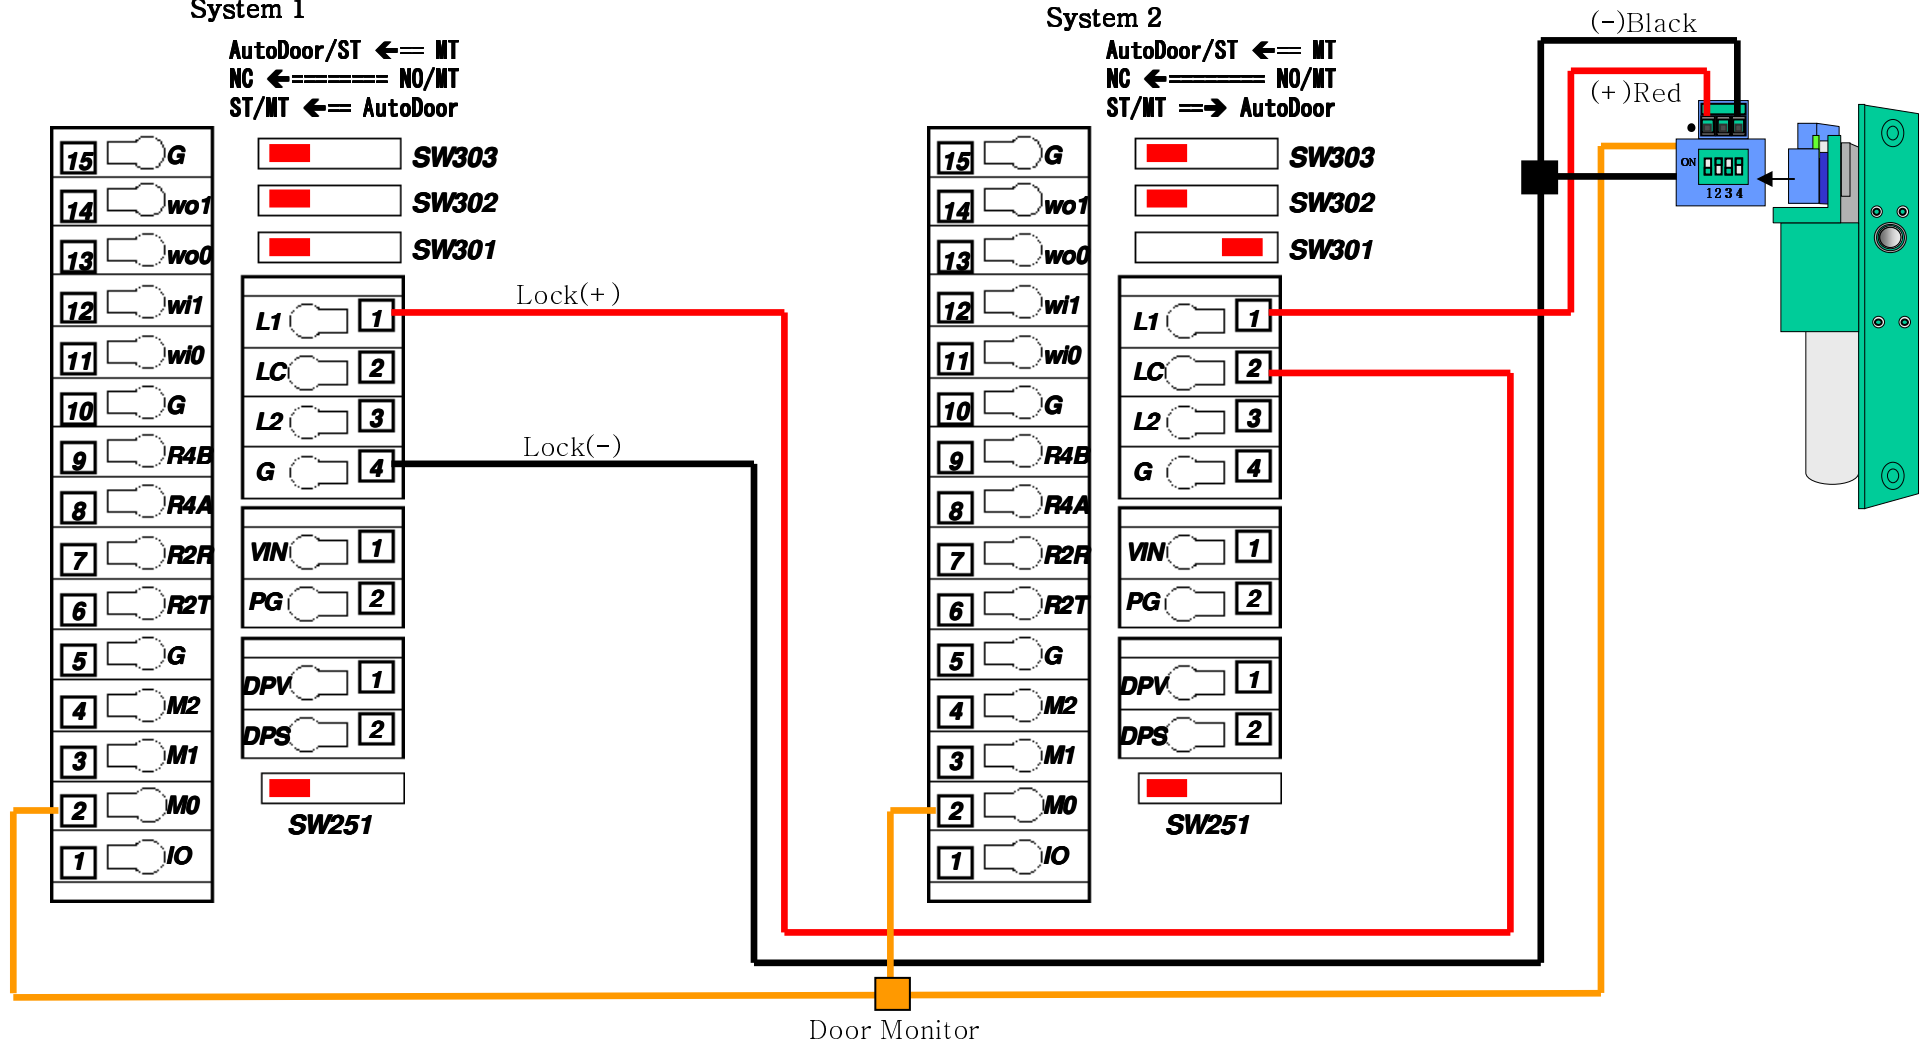 System 1
AutoDoor/ST ←== MT
NC ←======== NO/MT
ST/MT ←== AutoDoor
15 G
14 wo1
13 wo0
12 wi1
11 wi0
10 G
9 R4B
8 R4A
7 R2R
6 R2T
5 G
4 M2
3 M1
2 M0
1 IO
SW303
SW302
SW301
L1 1
LC 2
L2 3
G 4
VIN 1
PG 2
DPV 1
DPS 2
SW251
Lock(+)
Lock(-)
System 2
AutoDoor/ST ←== MT
NC ←======== NO/MT
ST/MT ==→ AutoDoor
15 G
14 wo1
13 wo0
12 wi1
11 wi0
10 G
9 R4B
8 R4A
7 R2R
6 R2T
5 G
4 M2
3 M1
2 M0
1 IO
SW303
SW302
SW301
L1 1
LC 2
L2 3
G 4
VIN 1
PG 2
DPV 1
DPS 2
SW251
(-)Black
(+)Red
ON
1 2 3 4
Door Monitor